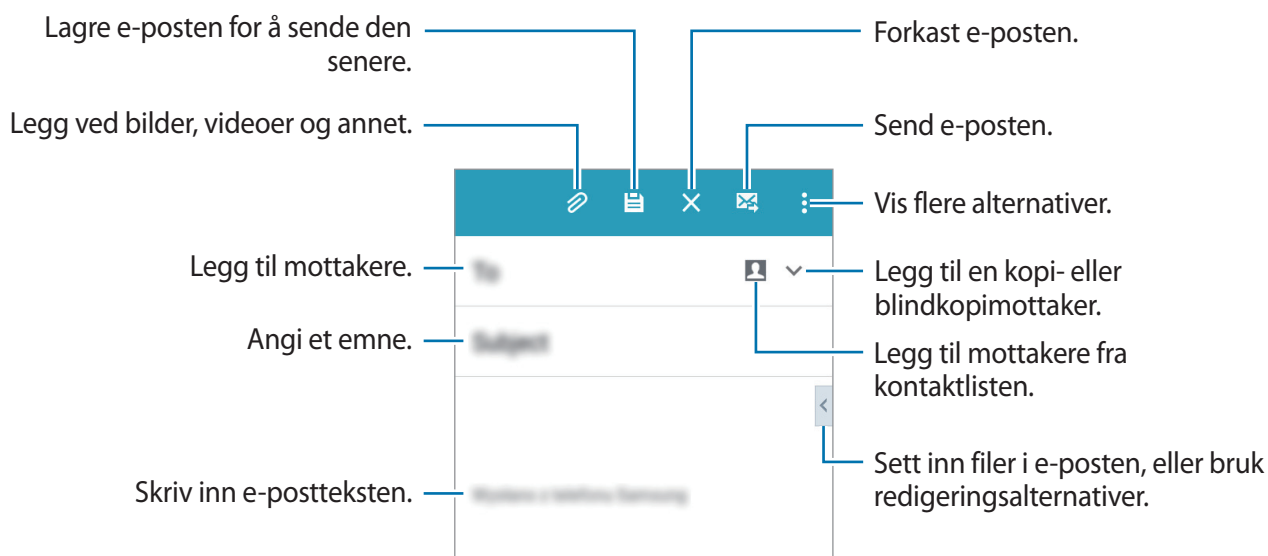 Lagre e-posten for å sende den
senere.
Forkast e-posten.
Legg ved bilder, videoer og annet.
Send e-posten.
Vis flere alternativer.
Legg til mottakere.
To
Legg til en kopi- eller
blindkopimottaker.
Angi et emne.
Subject
Legg til mottakere fra
kontaktlisten.
Sett inn filer i e-posten, eller bruk
redigeringsalternativer.
Skriv inn e-postteksten.